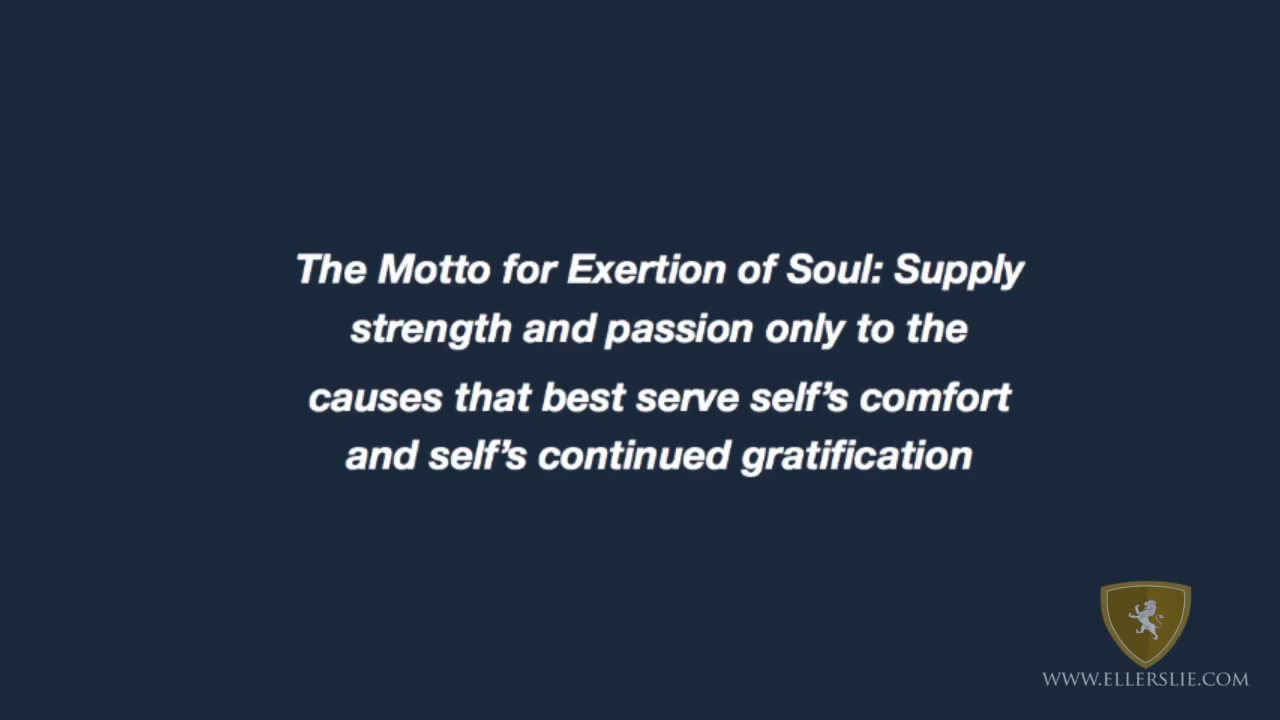 The Motto for Exertion of Soul: Supply
strength and passion only to the
causes that best serve self’s comfort
and self’s continued gratification
WWW.ELLERSLIE.COM